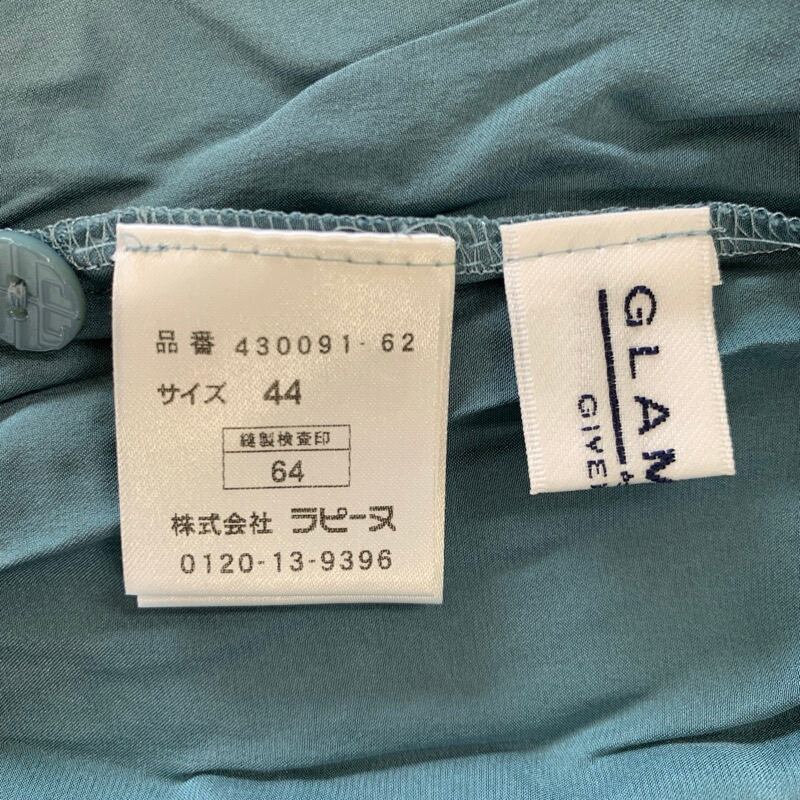 品番 430091-62
サイズ 44
縫製検査印
64
株式会社 ラピーヌ
0120-13-9396
GLAM
GIVE